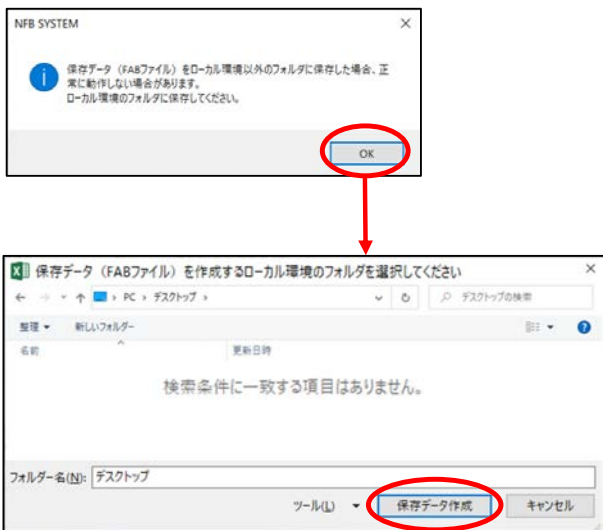 NFB SYSTEM
保存データ（FABファイル）をローカル環境以外のフォルダに保存した場合、正
常に動作しない場合があります。
ローカル環境のフォルダに保存してください。
OK
保存データ（FABファイル）を作成するローカル環境のフォルダを選択してください
PC › デスクトップ ›
デスクトップの検索
整理 新しいフォルダー
名前 更新日時
検索条件に一致する項目はありません。
フォルダー名(N): デスクトップ
ツール(L) 保存データ作成 キャンセル